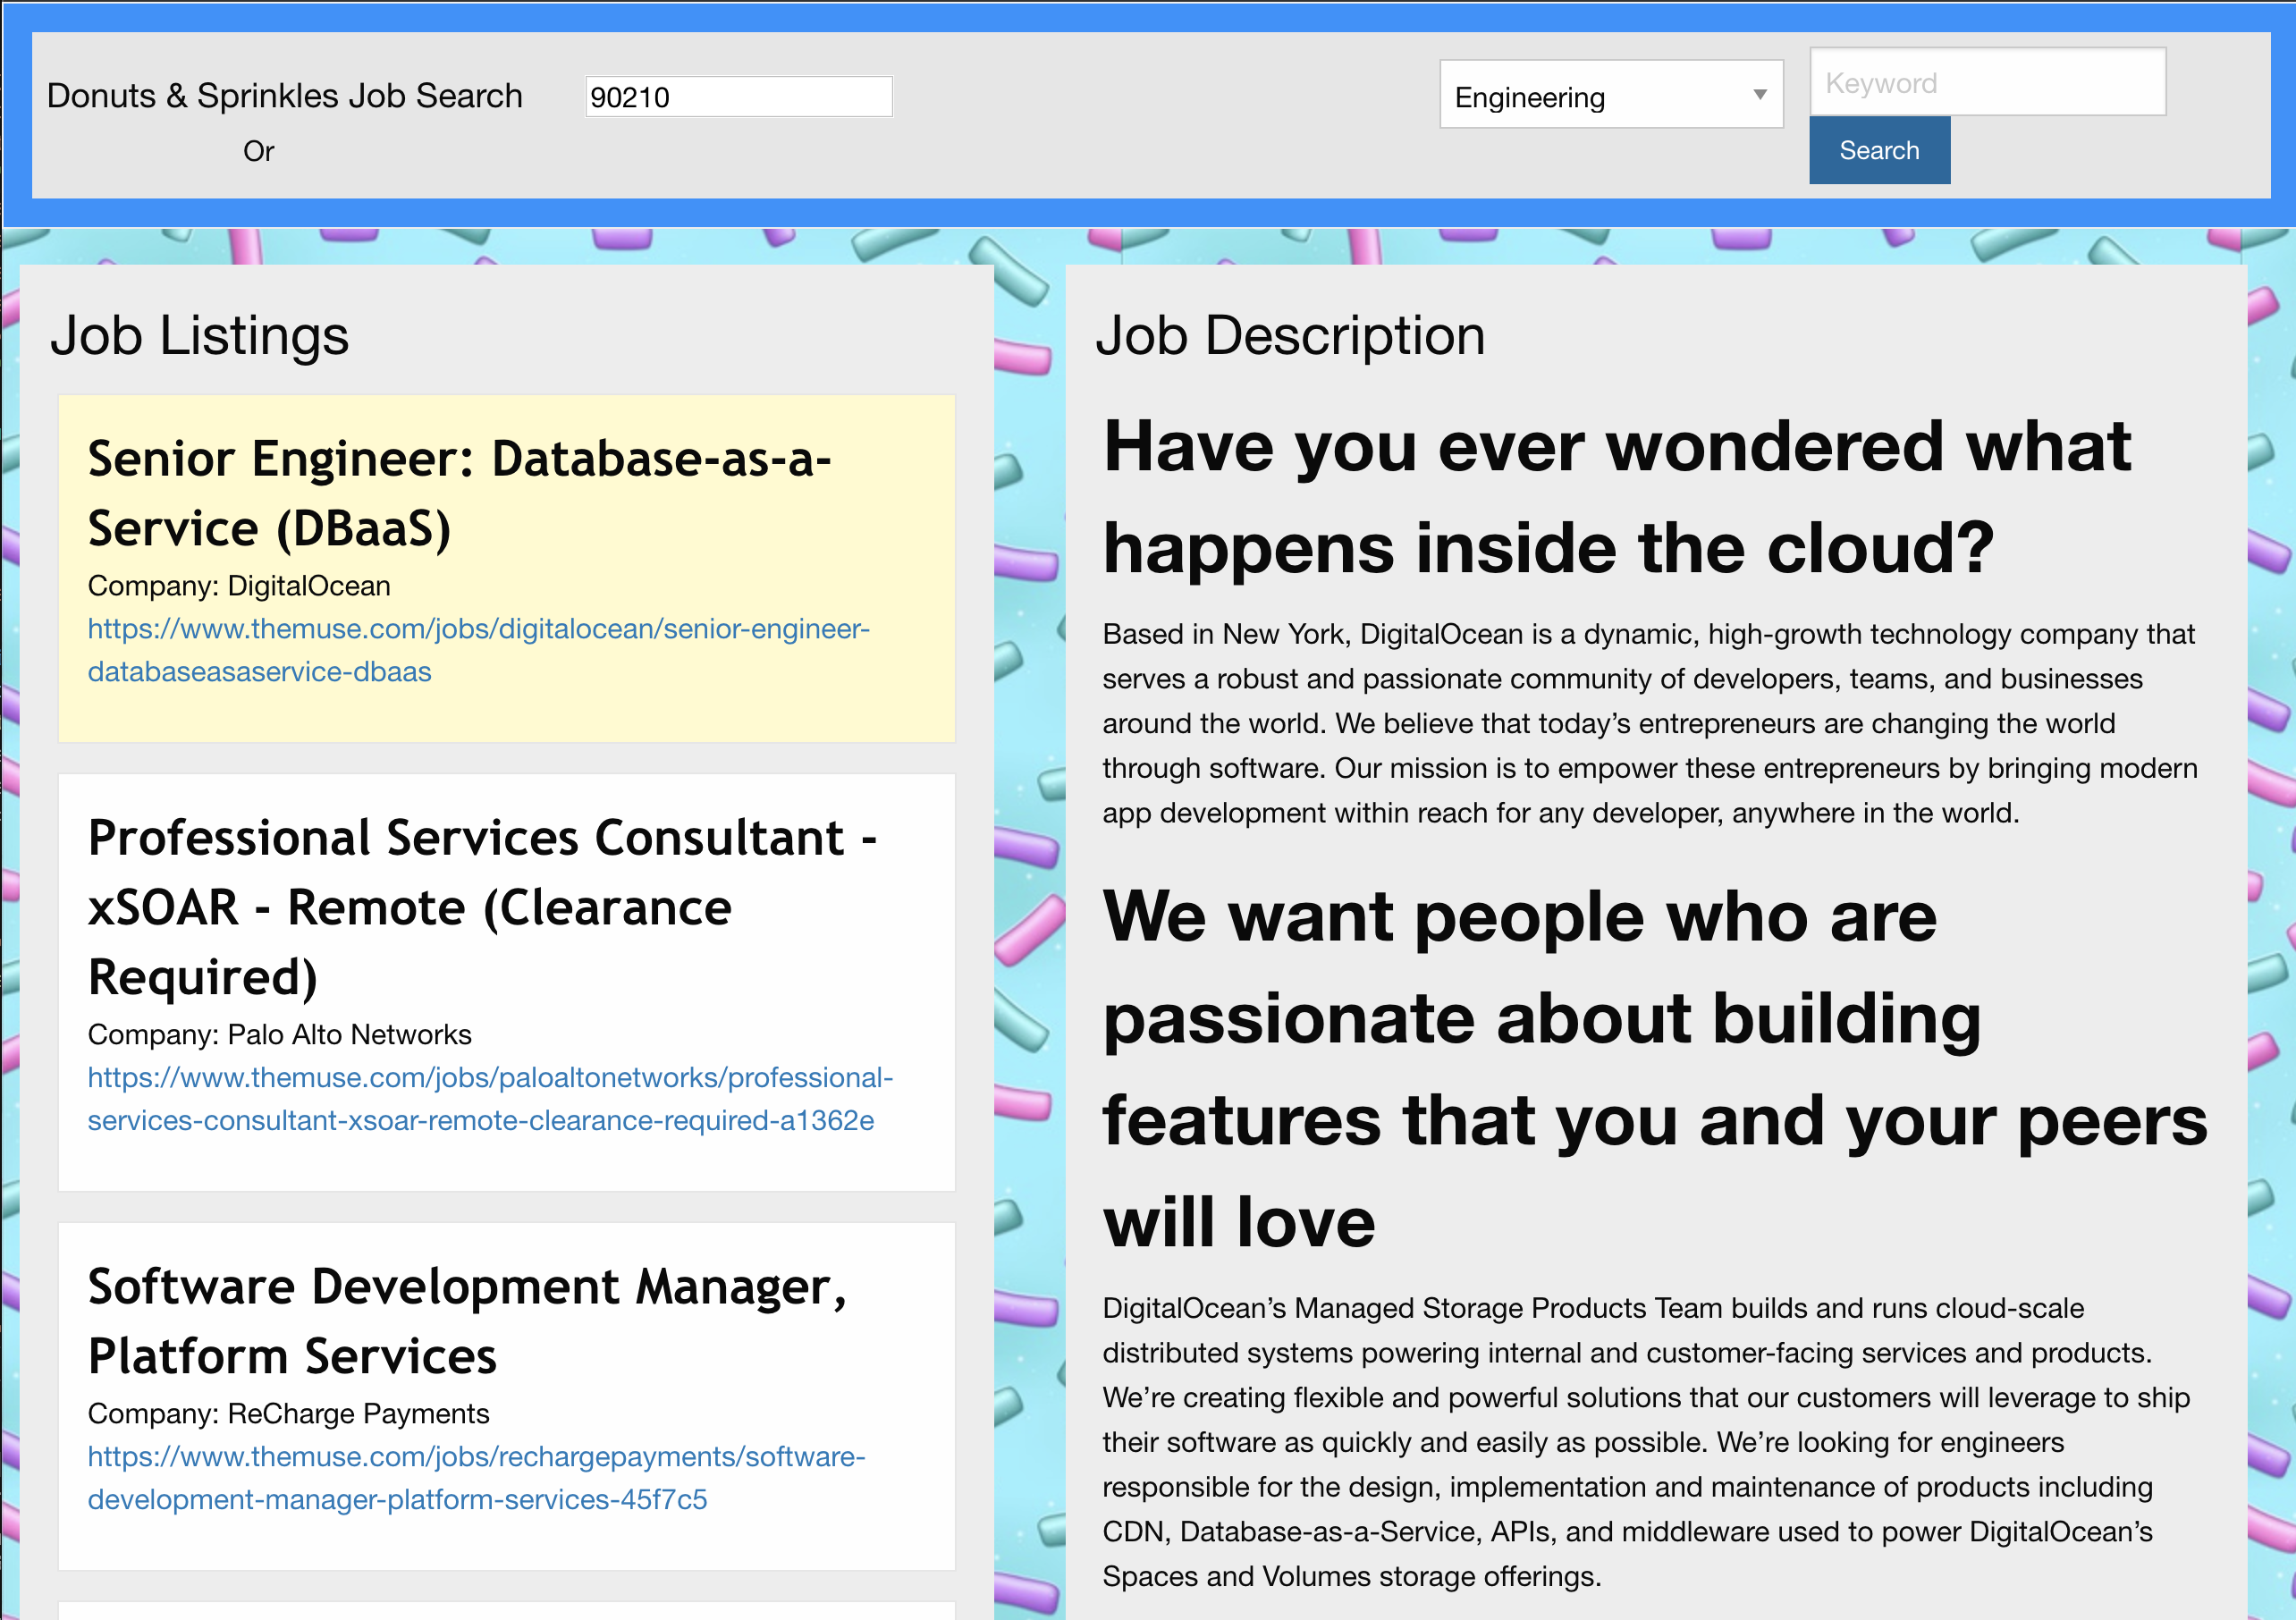 Donuts & Sprinkles Job Search
90210
Or
Engineering
Keyword
Search
Job Listings
Senior Engineer: Database-as-a-
Service (DBaaS)
Company: DigitalOcean
https://www.themuse.com/jobs/digitalocean/senior-engineer-
databaseasaservice-dbaas
Professional Services Consultant -
xSOAR - Remote (Clearance
Required)
Company: Palo Alto Networks
https://www.themuse.com/jobs/paloaltonetworks/professional-
services-consultant-xsoar-remote-clearance-required-a1362e
Software Development Manager,
Platform Services
Company: ReCharge Payments
https://www.themuse.com/jobs/rechargepayments/software-
development-manager-platform-services-45f7c5
Job Description
Have you ever wondered what
happens inside the cloud?
Based in New York, DigitalOcean is a dynamic, high-growth technology company that
serves a robust and passionate community of developers, teams, and businesses
around the world. We believe that today’s entrepreneurs are changing the world
through software. Our mission is to empower these entrepreneurs by bringing modern
app development within reach for any developer, anywhere in the world.
We want people who are
passionate about building
features that you and your peers
will love
DigitalOcean’s Managed Storage Products Team builds and runs cloud-scale
distributed systems powering internal and customer-facing services and products.
We’re creating flexible and powerful solutions that our customers will leverage to ship
their software as quickly and easily as possible. We’re looking for engineers
responsible for the design, implementation and maintenance of products including
CDN, Database-as-a-Service, APIs, and middleware used to power DigitalOcean’s
Spaces and Volumes storage offerings.